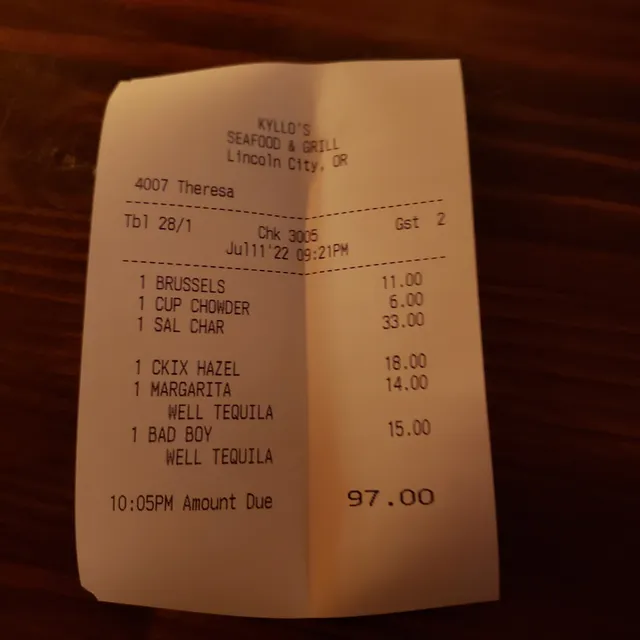 KYLLO'S
SEAFOOD & GRILL
Lincoln City, OR
4007 Theresa
Tbl 28/1 Chk 3005 Gst 2
Jul11'22 09:21PM
1 BRUSSELS 11.00
1 CUP CHOWDER 6.00
1 SAL CHAR 33.00
1 CKIX HAZEL 18.00
1 MARGARITA 14.00
WELL TEQUILA
1 BAD BOY 15.00
WELL TEQUILA
10:05PM Amount Due 97.00